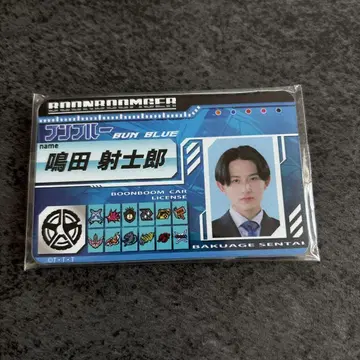 BOONBOOMGER
ブンブルー BUN BLUE
name
鳴田 射士郎
BOONBOOM CAR
LICENSE
BAKUAGE SENTAI
©T・T・T